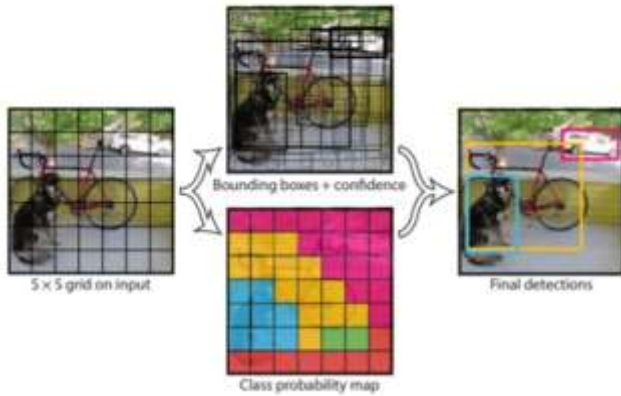 Bounding boxes + confidence
S × S grid on input
Final detections
Class probability map